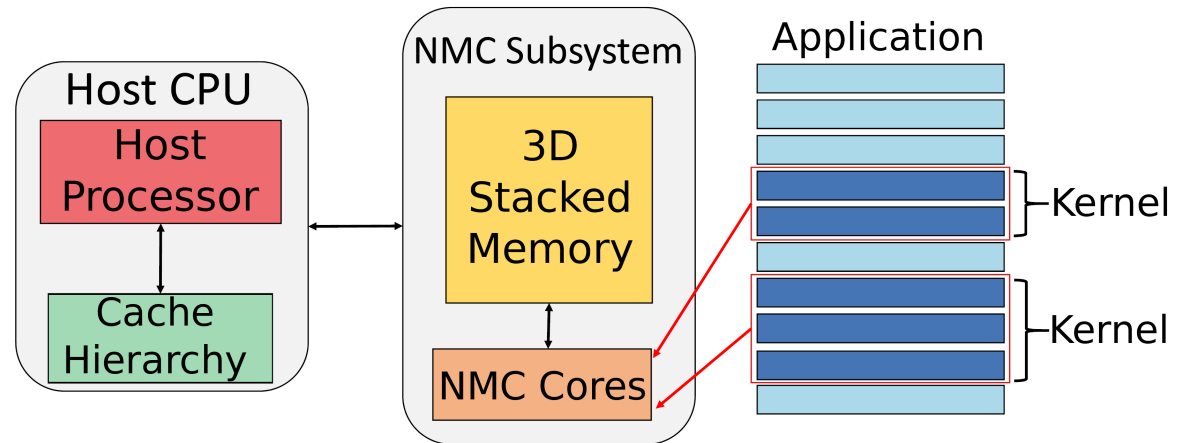 Host CPU
Host
Processor
Cache
Hierarchy
NMC Subsystem
3D
Stacked
Memory
NMC Cores
Application
Kernel
Kernel